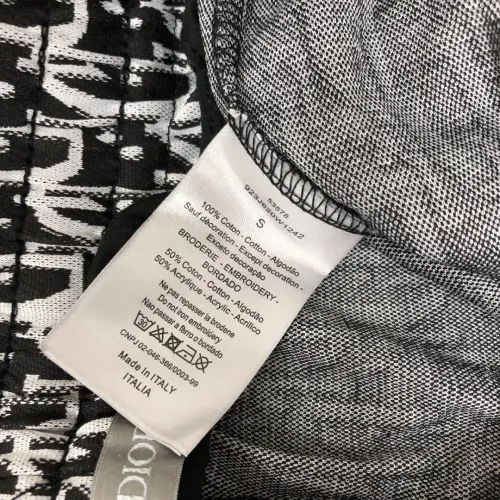 53578
923J620W1242
S
100% Coton - Cotton - Algodão
Sauf décoration - Except decoration -
Exceto decoração
BRODERIE - EMBROIDERY -
BORDADO
50% Coton - Cotton - Algodão
50% Acrylique - Acrylic - Acrílico
Ne pas repasser la broderie
Do not iron embroidery
Não passar a ferro o bordado
CNPJ 02-046-366/0003-99
Made in ITALY
ITALIA
DIOR